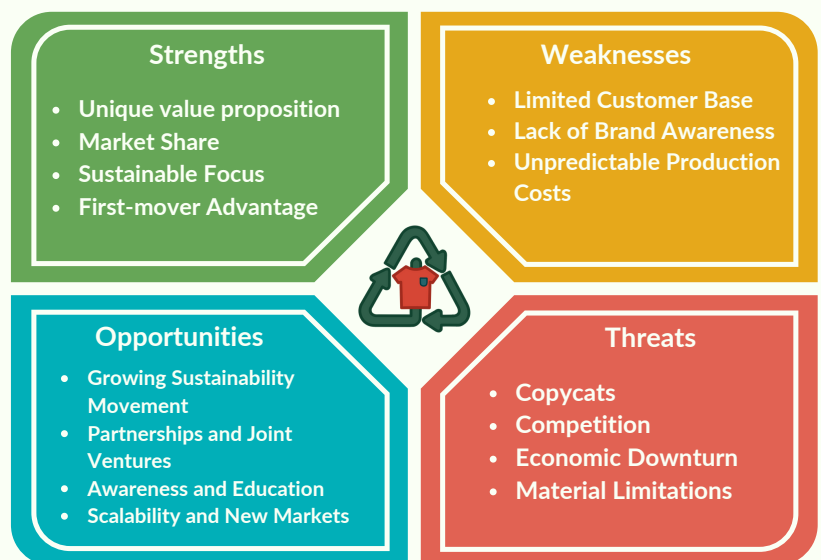 Strengths
• Unique value proposition
• Market Share
• Sustainable Focus
• First-mover Advantage
Weaknesses
• Limited Customer Base
• Lack of Brand Awareness
• Unpredictable Production
Costs
Opportunities
• Growing Sustainability
Movement
• Partnerships and Joint
Ventures
• Awareness and Education
• Scalability and New Markets
Threats
• Copycats
• Competition
• Economic Downturn
• Material Limitations